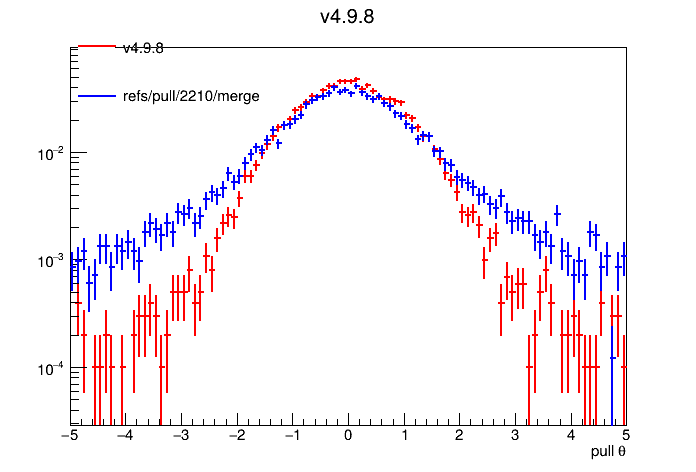 v4.9.8
v4.9.8
refs/pull/2210/merge
10⁻²
10⁻³
10⁻⁴
−5 −4 −3 −2 −1 0 1 2 3 4 5
pull θ